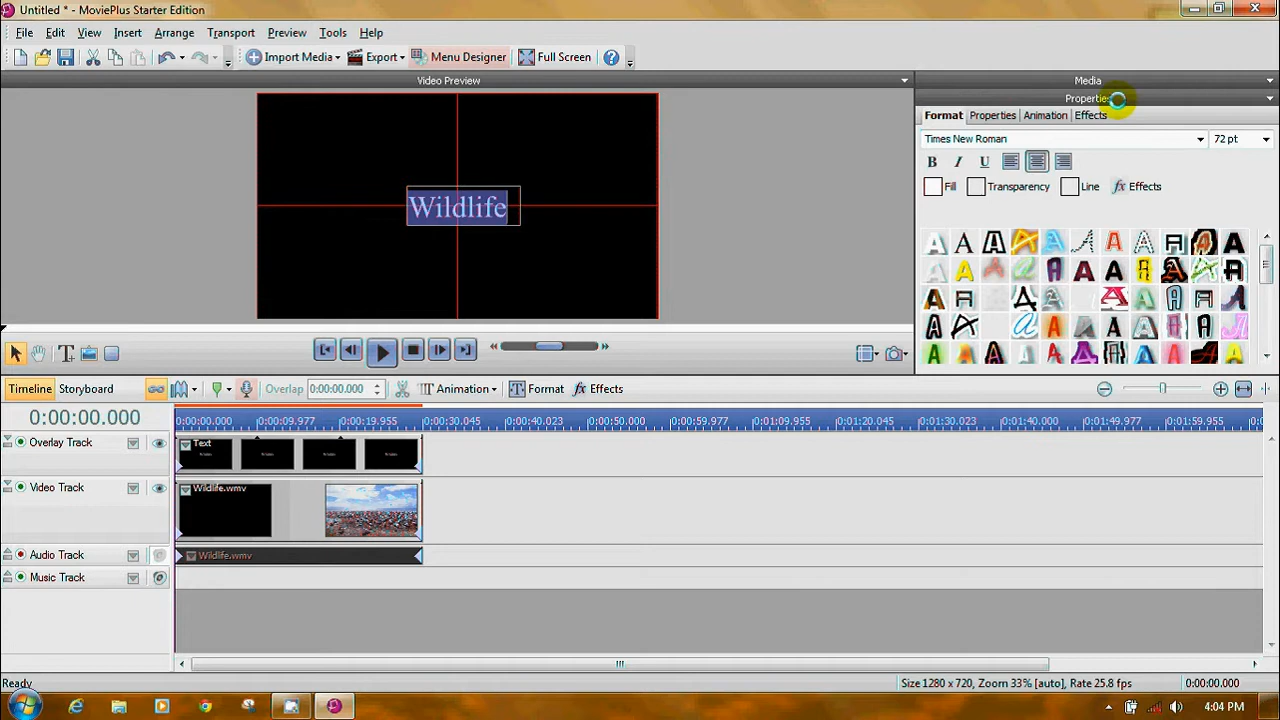 Untitled * - MoviePlus Starter Edition
File Edit View Insert Arrange Transport Preview Tools Help
Import Media Export Menu Designer Full Screen
Video Preview
Media
Properties
Format Properties Animation Effects
Times New Roman 72 pt
B I U
Fill Transparency Line fx Effects
Wildlife
Timeline Storyboard Overlap 0:00:00.000 Animation Format fx Effects
0:00:00.000
0:00:00.000 0:00:09.977 0:00:19.955 0:00:30.045 0:00:40.023 0:00:50.000 0:00:59.977 0:01:09.955 0:01:20.045 0:01:30.023 0:01:40.000 0:01:49.977 0:01:59.955
Overlay Track
Text
Video Track
Wildlife.wmv
Audio Track
Wildlife.wmv
Music Track
Ready
Size 1280 x 720, Zoom 33% [auto], Rate 25.8 fps 0:00:00.000
4:04 PM